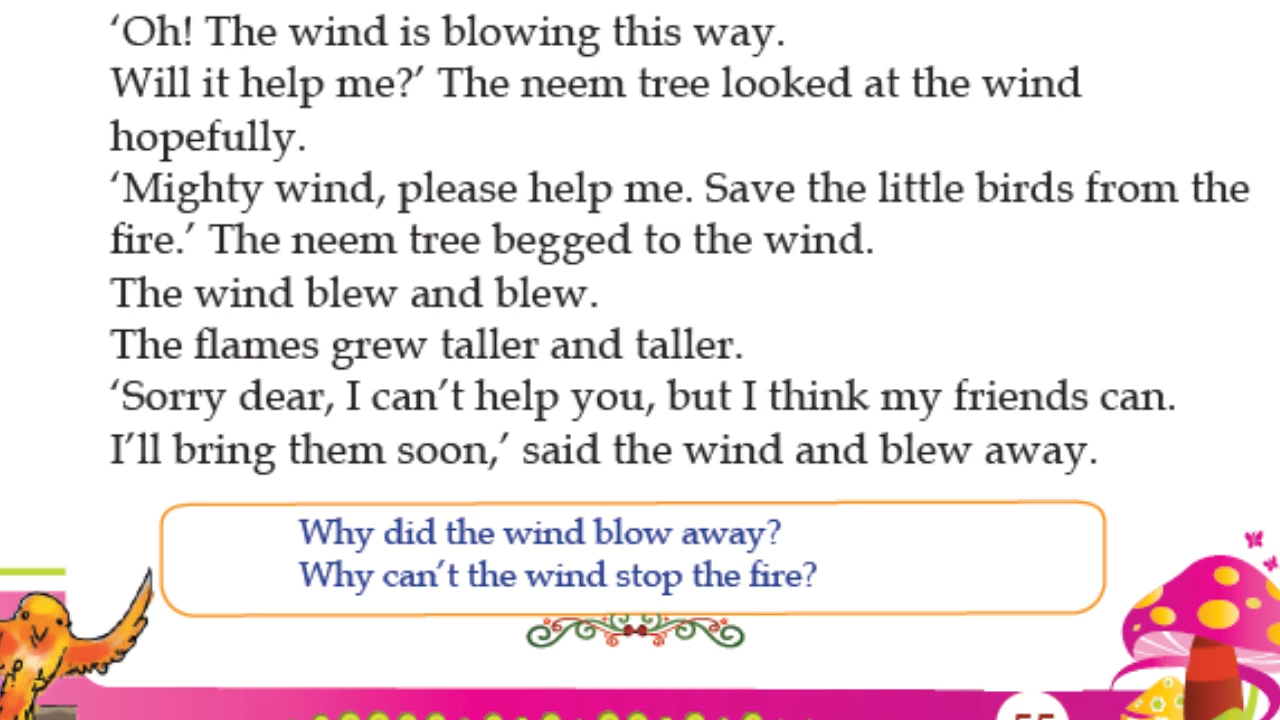 ‘Oh! The wind is blowing this way.
Will it help me?’ The neem tree looked at the wind
hopefully.
‘Mighty wind, please help me. Save the little birds from the
fire.’ The neem tree begged to the wind.
The wind blew and blew.
The flames grew taller and taller.
‘Sorry dear, I can’t help you, but I think my friends can.
I’ll bring them soon,’ said the wind and blew away.
Why did the wind blow away?
Why can’t the wind stop the fire?